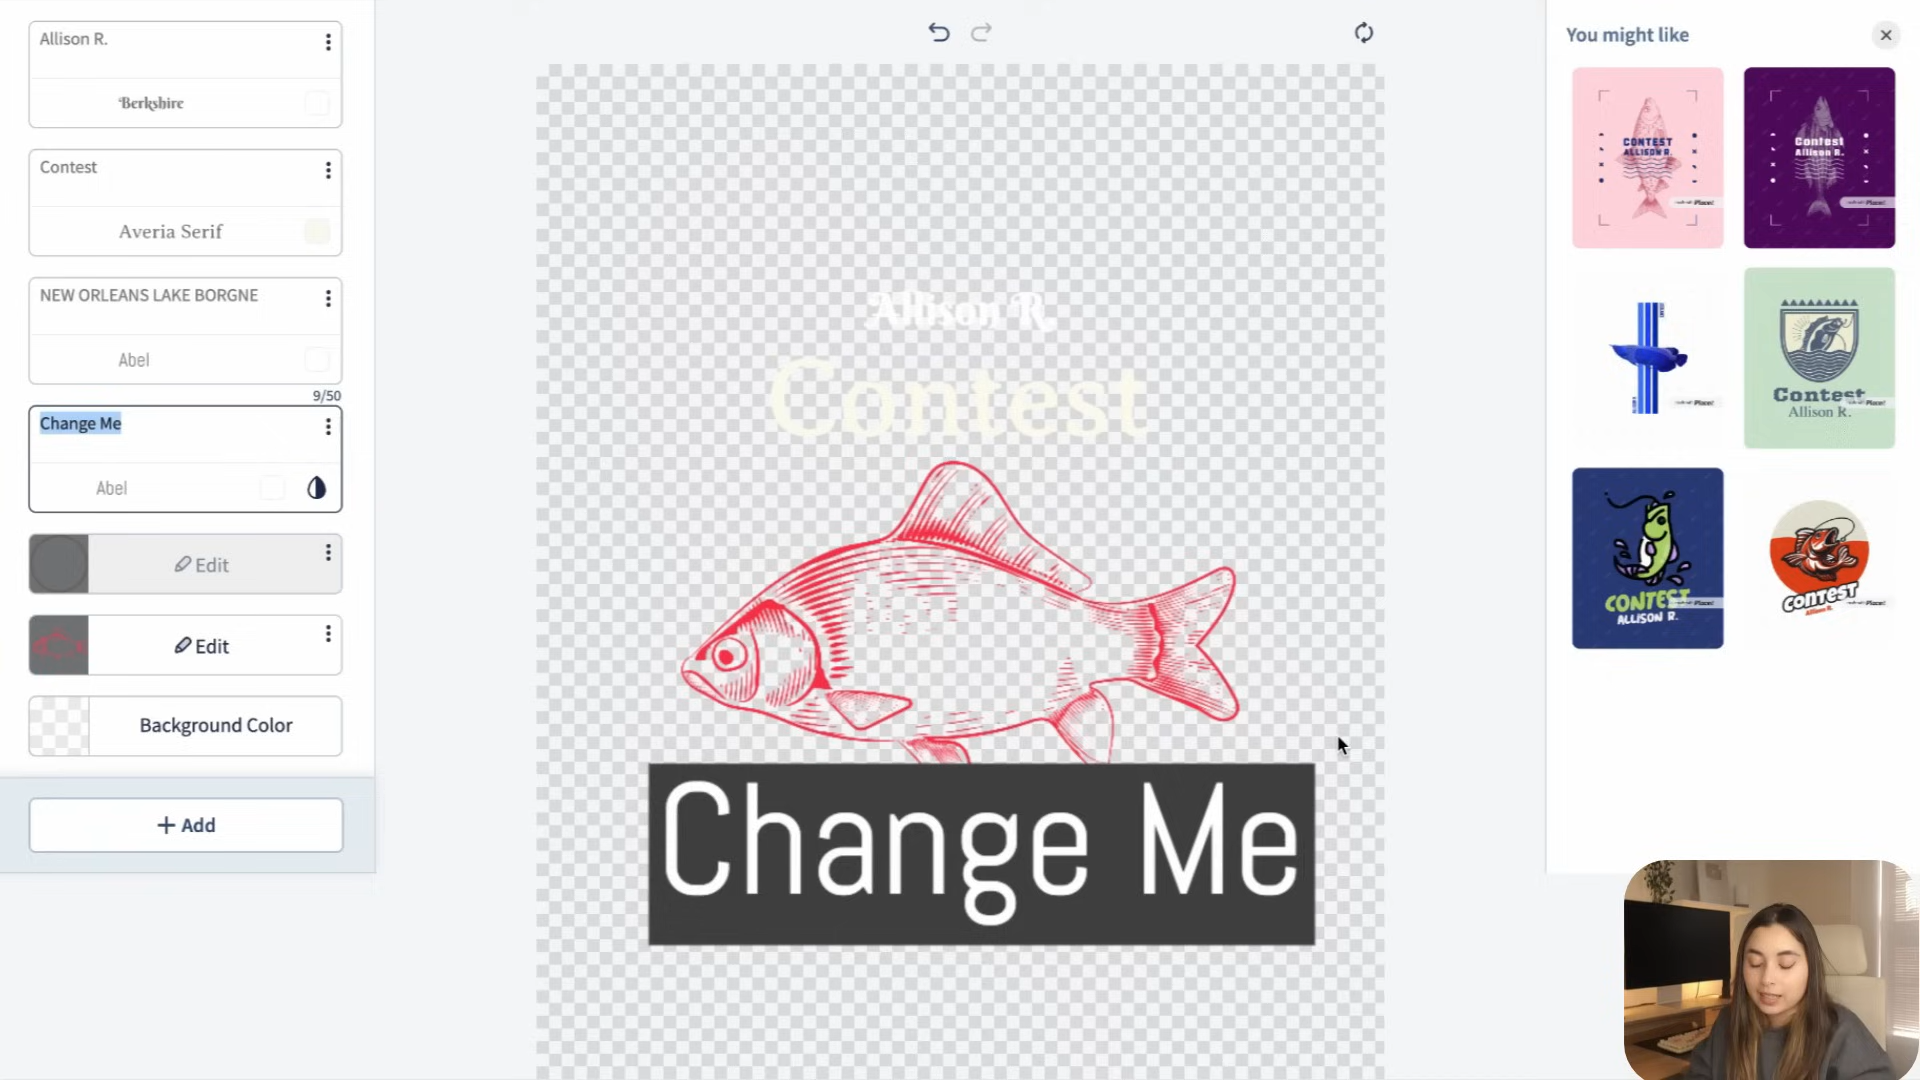 Allison R.
Berkshire
Contest
Averia Serif
NEW ORLEANS LAKE BORGNE
Abel
9/50
Change Me
Abel
Edit
Edit
Background Color
+ Add
Allison R.
Contest
Change Me
You might like
CONTEST
ALLISON R.
Contest
Allison R.
Contest
Allison R.
CONTEST
ALLISON R.
CONTEST
Allison R.